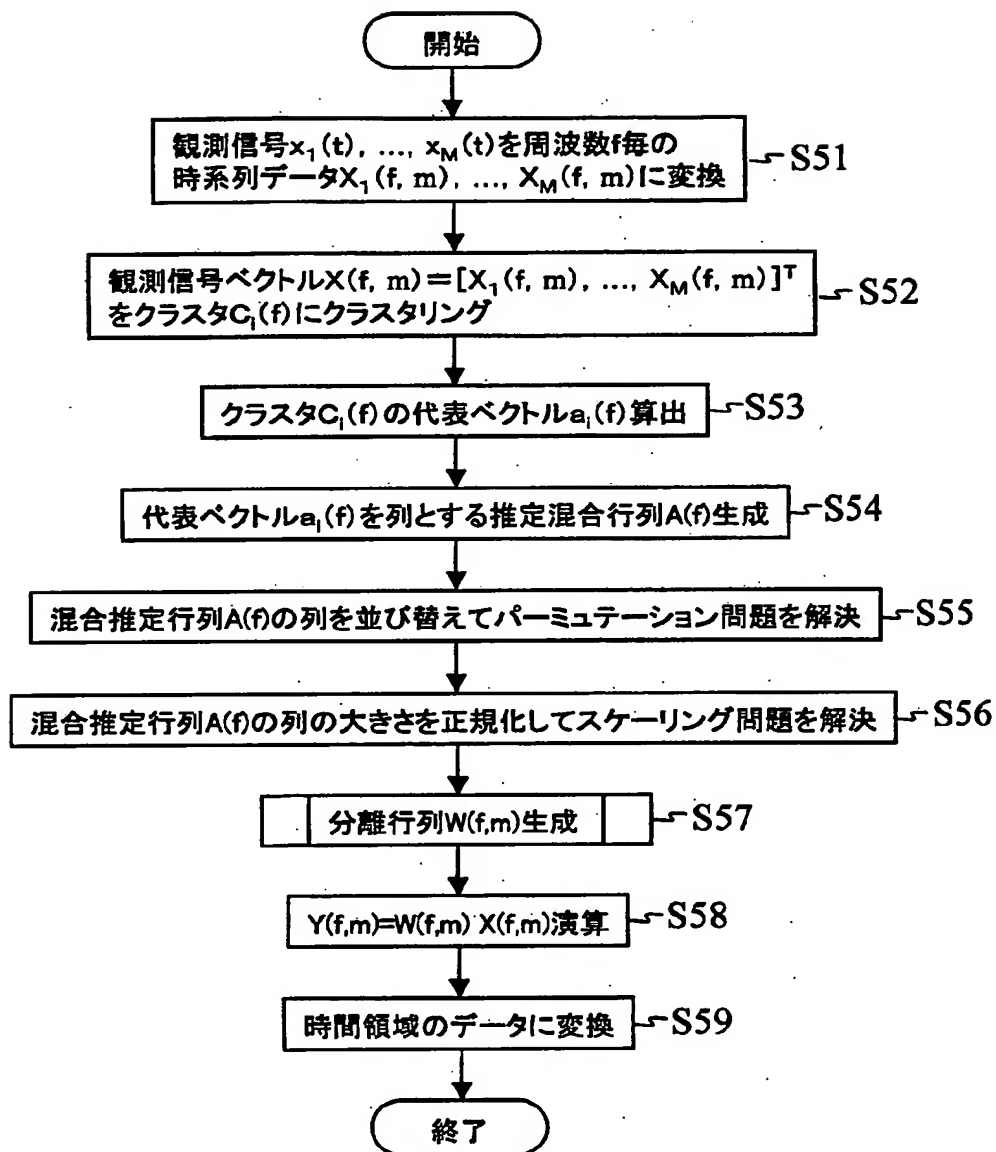 開始
観測信号x₁(t), ..., x_M(t)を周波数f毎の
時系列データX₁(f, m), ..., X_M(f, m)に変換
S51
観測信号ベクトルX(f, m)＝[X₁(f, m), ..., X_M(f, m)]ᵀ
をクラスタCᵢ(f)にクラスタリング
S52
クラスタCᵢ(f)の代表ベクトルaᵢ(f)算出
S53
代表ベクトルaᵢ(f)を列とする推定混合行列A(f)生成
S54
混合推定行列A(f)の列を並び替えてパーミュテーション問題を解決
S55
混合推定行列A(f)の列の大きさを正規化してスケーリング問題を解決
S56
分離行列W(f,m)生成
S57
Y(f,m)=W(f,m) X(f,m)演算
S58
時間領域のデータに変換
S59
終了